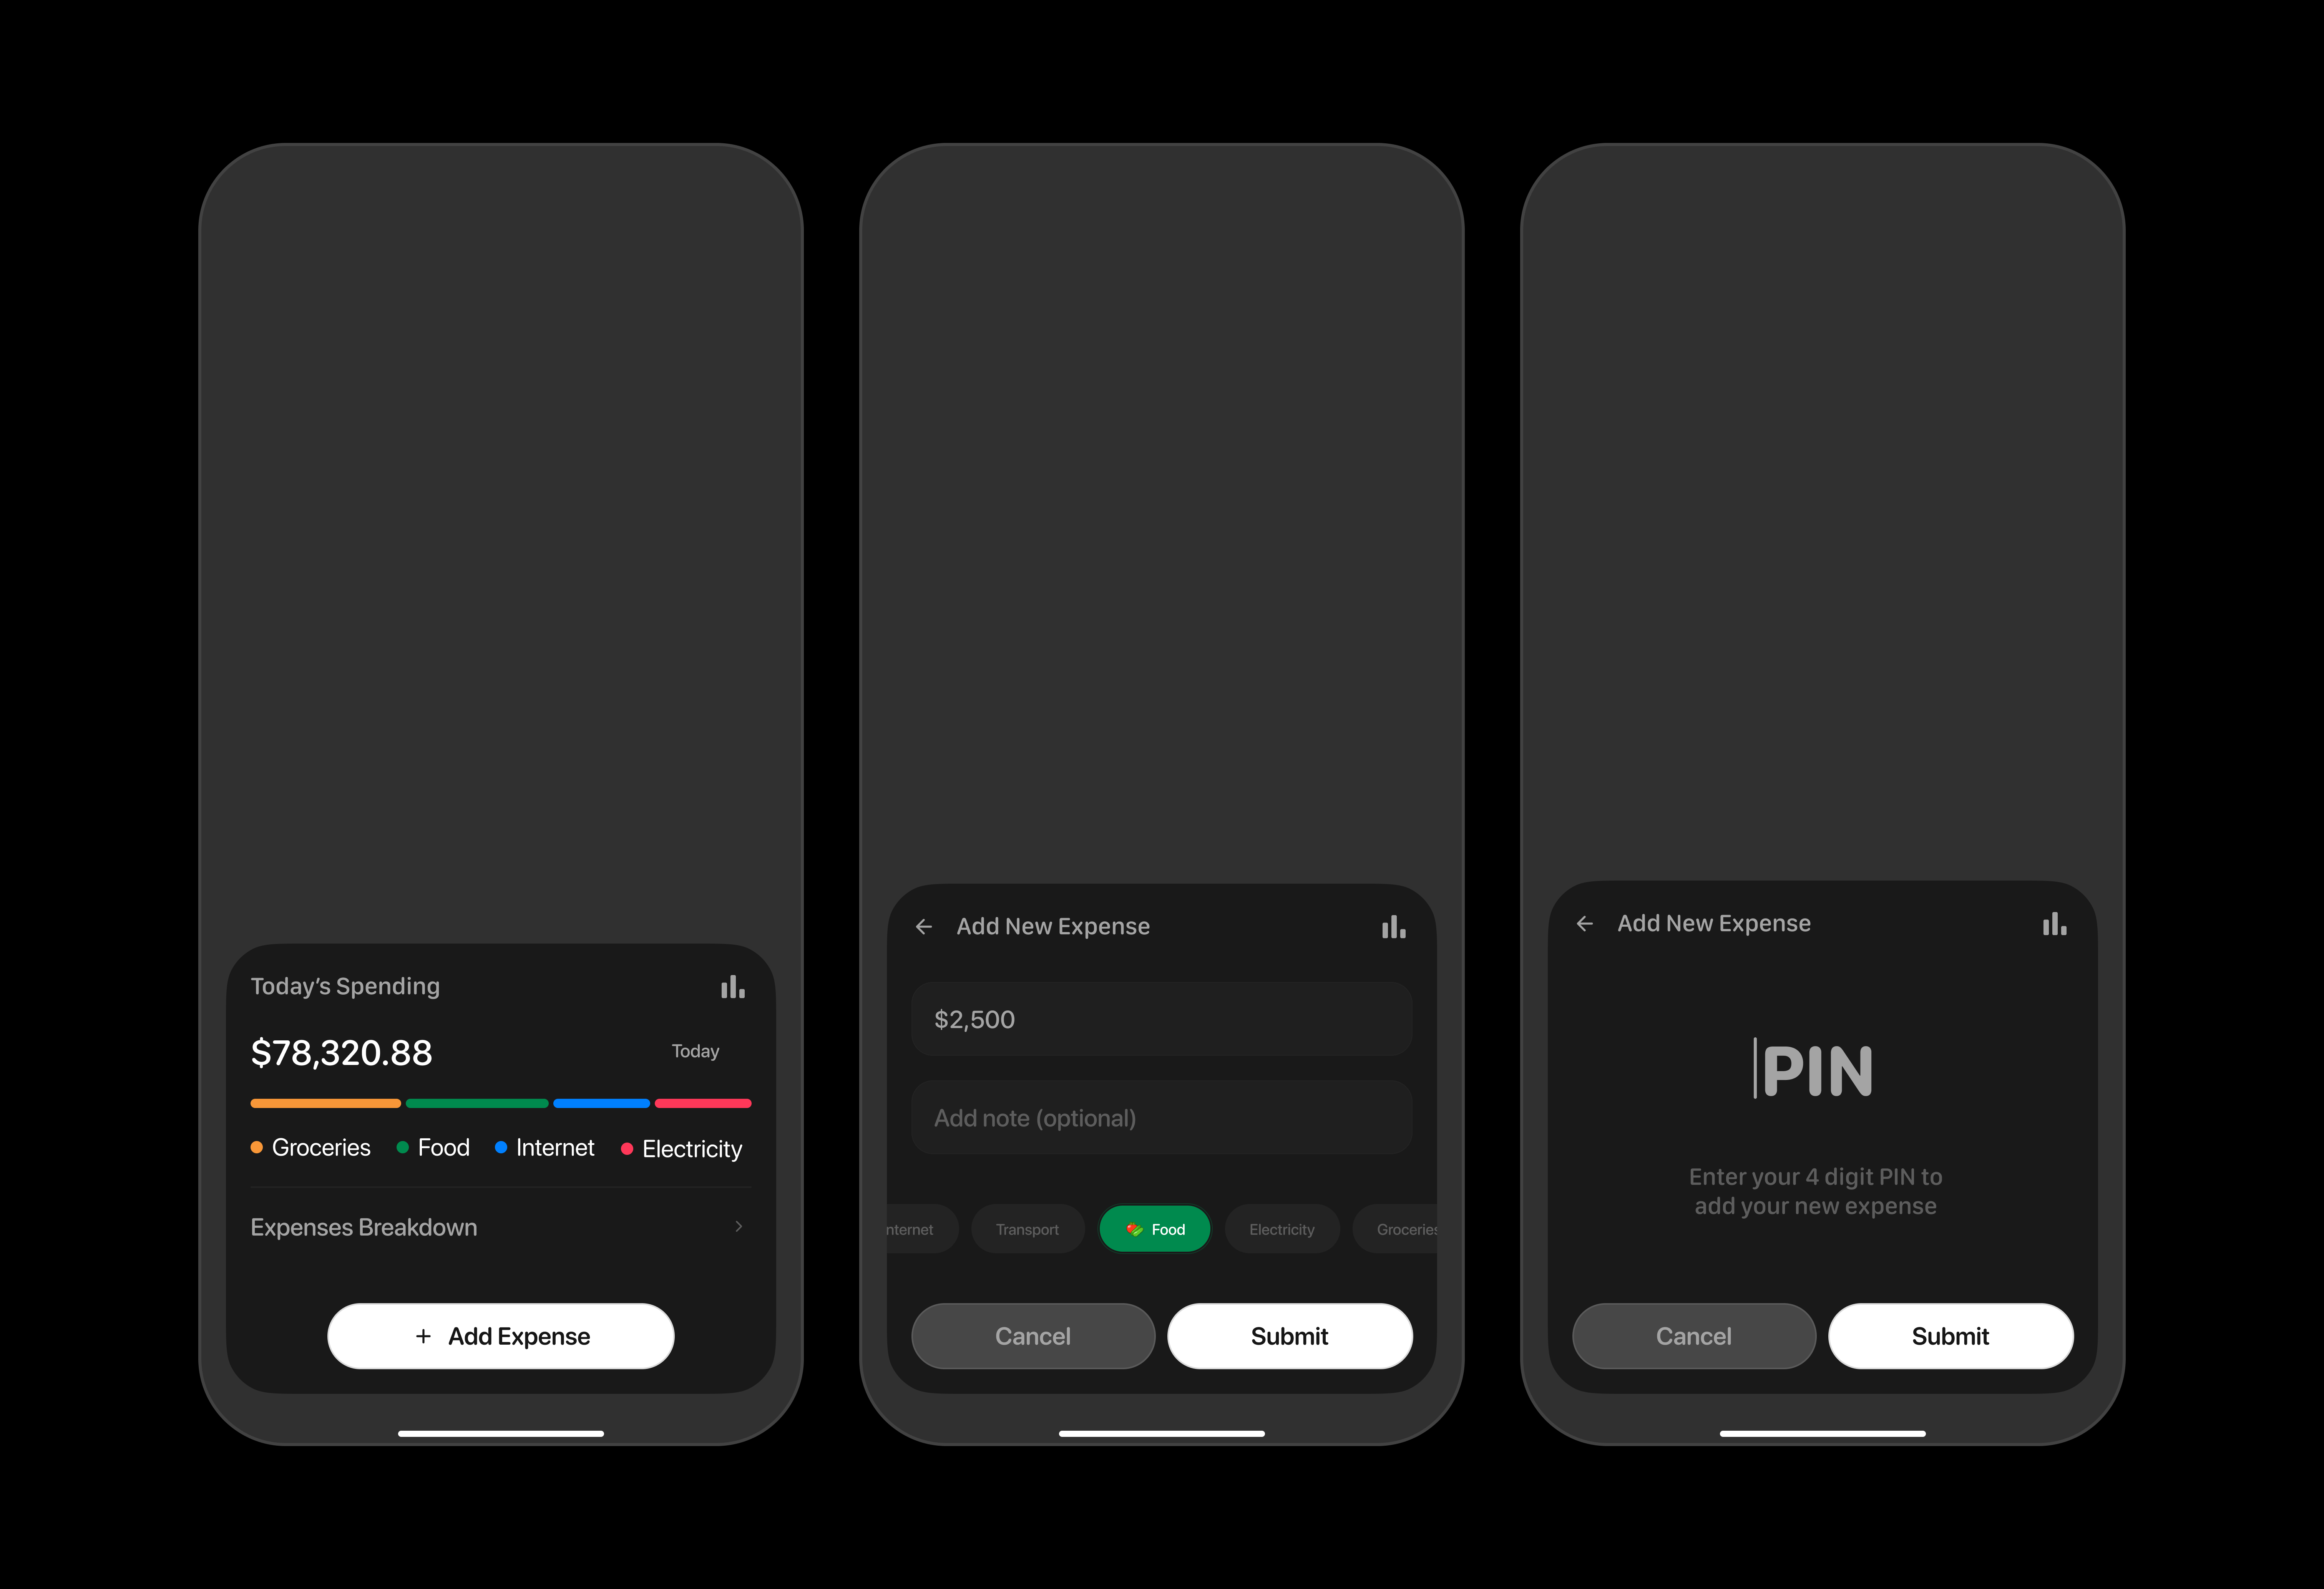 Today’s Spending
$78,320.88
Today
Groceries
Food
Internet
Electricity
Expenses Breakdown
+ Add Expense
Add New Expense
$2,500
Add note (optional)
nternet
Transport
Food
Electricity
Groceries
Cancel
Submit
Add New Expense
PIN
Enter your 4 digit PIN to
add your new expense
Cancel
Submit